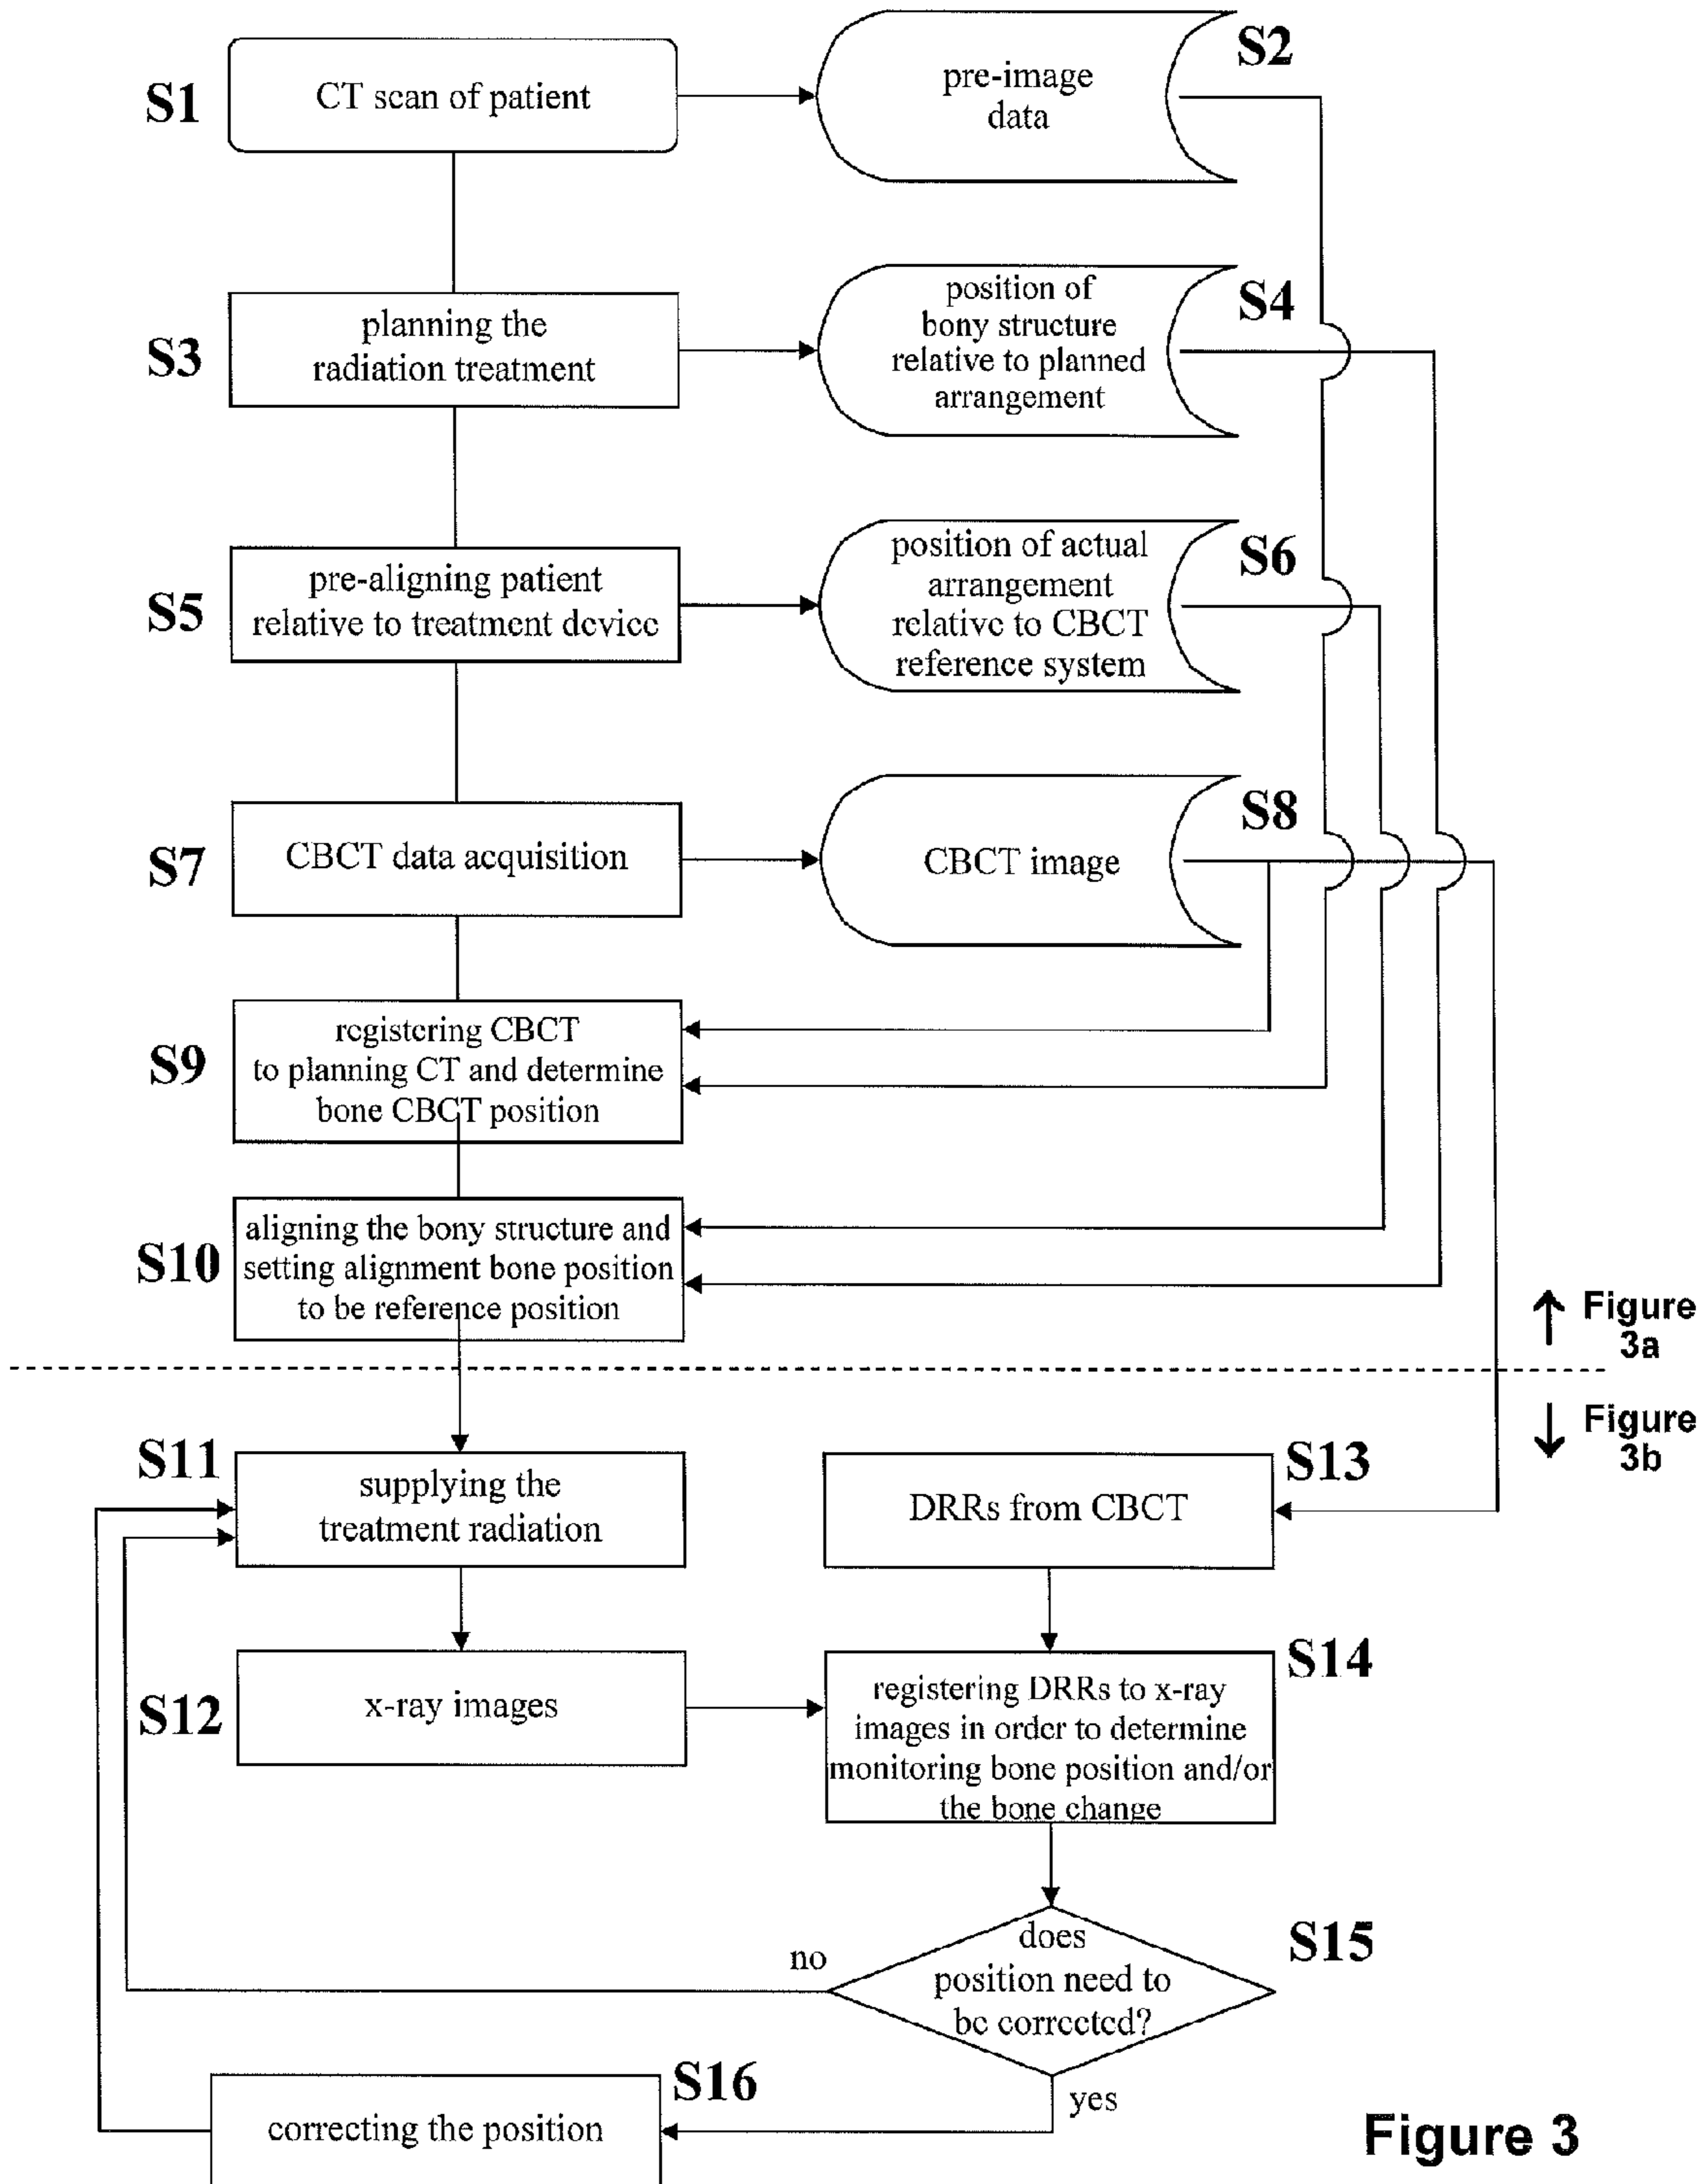 S1
CT scan of patient
pre-image
data
S2
S3
planning the
radiation treatment
position of
bony structure
relative to planned
arrangement
S4
S5
pre-aligning patient
relative to treatment device
position of actual
arrangement
relative to CBCT
reference system
S6
S7
CBCT data acquisition
CBCT image
S8
S9
registering CBCT
to planning CT and determine
bone CBCT position
S10
aligning the bony structure and
setting alignment bone position
to be reference position
↑ Figure
3a
↓ Figure
3b
S11
supplying the
treatment radiation
S13
DRRs from CBCT
S12
x-ray images
S14
registering DRRs to x-ray
images in order to determine
monitoring bone position and/or
the bone change
S15
does
position need to
be corrected?
no
yes
S16
correcting the position
Figure 3